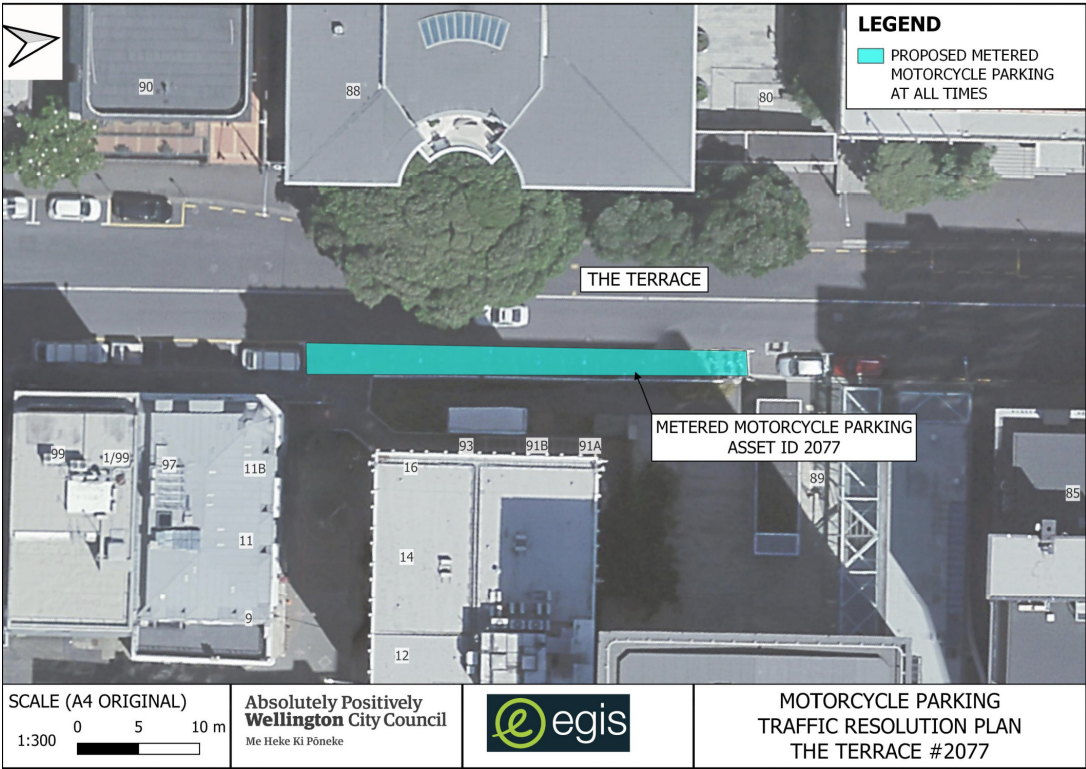 LEGEND
PROPOSED METERED
MOTORCYCLE PARKING
AT ALL TIMES
90
88
80
THE TERRACE
METERED MOTORCYCLE PARKING
ASSET ID 2077
99
1/99
97
11B
11
9
93
91B
91A
16
14
12
89
85
SCALE (A4 ORIGINAL)
1:300
0 5 10 m
Absolutely Positively
Wellington City Council
Me Heke Ki Pōneke
egis
MOTORCYCLE PARKING
TRAFFIC RESOLUTION PLAN
THE TERRACE #2077